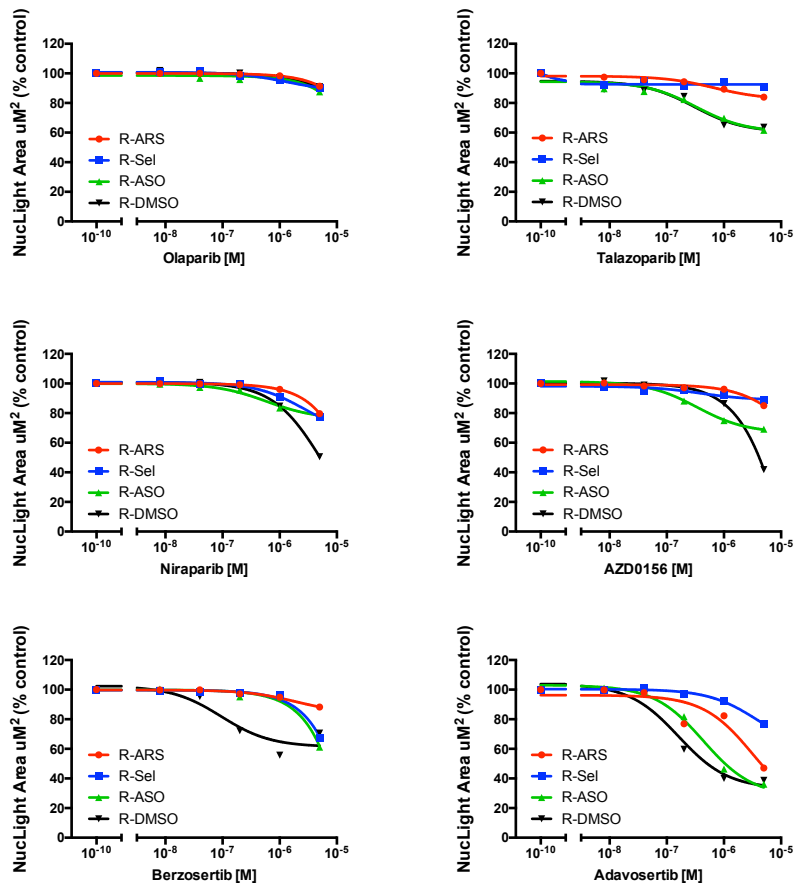 NucLight Area uM² (% control)
120
100
80
60
40
20
0
R-ARS
R-Sel
R-ASO
R-DMSO
10⁻¹⁰ 10⁻⁸ 10⁻⁷ 10⁻⁶ 10⁻⁵
Olaparib [M]
NucLight Area uM² (% control)
120
100
80
60
40
20
0
R-ARS
R-Sel
R-ASO
R-DMSO
10⁻¹⁰ 10⁻⁸ 10⁻⁷ 10⁻⁶ 10⁻⁵
Talazoparib [M]
NucLight Area uM² (% control)
120
100
80
60
40
20
0
R-ARS
R-Sel
R-ASO
R-DMSO
10⁻¹⁰ 10⁻⁸ 10⁻⁷ 10⁻⁶ 10⁻⁵
Niraparib [M]
NucLight Area uM² (% control)
120
100
80
60
40
20
0
R-ARS
R-Sel
R-ASO
R-DMSO
10⁻¹⁰ 10⁻⁸ 10⁻⁷ 10⁻⁶ 10⁻⁵
AZD0156 [M]
NucLight Area uM² (% control)
120
100
80
60
40
20
0
R-ARS
R-Sel
R-ASO
R-DMSO
10⁻¹⁰ 10⁻⁸ 10⁻⁷ 10⁻⁶ 10⁻⁵
Berzosertib [M]
NucLight Area uM² (% control)
120
100
80
60
40
20
0
R-ARS
R-Sel
R-ASO
R-DMSO
10⁻¹⁰ 10⁻⁸ 10⁻⁷ 10⁻⁶ 10⁻⁵
Adavosertib [M]